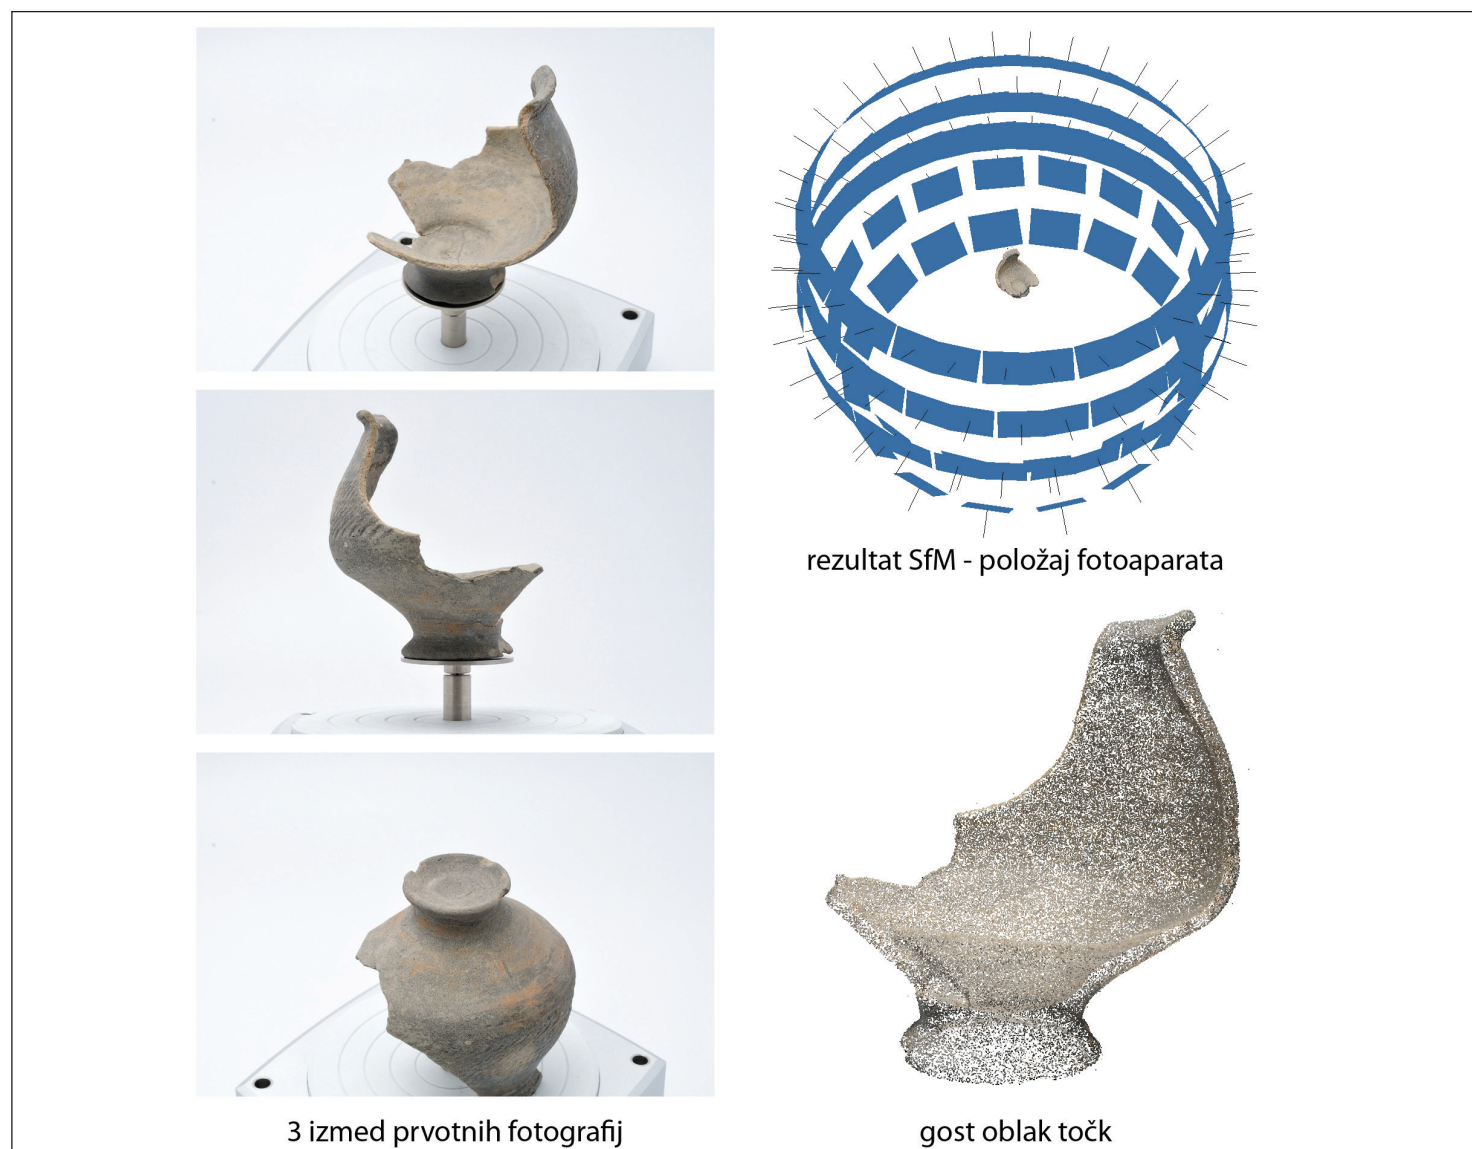 rezultat SfM - položaj fotoaparata
3 izmed prvotnih fotografij
gost oblak točk